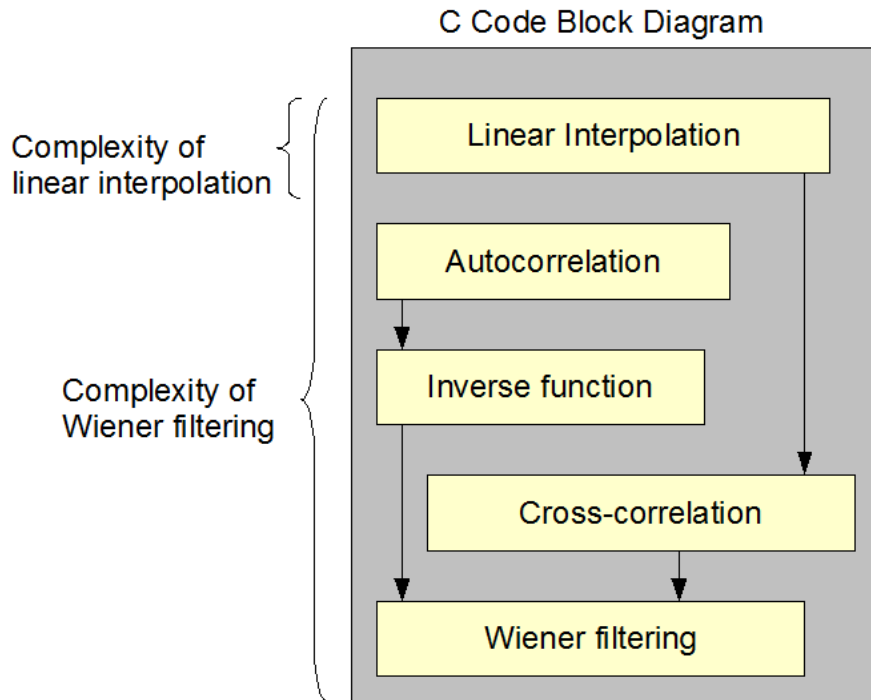 C Code Block Diagram
Complexity of
linear interpolation
Linear Interpolation
Autocorrelation
Complexity of
Wiener filtering
Inverse function
Cross-correlation
Wiener filtering